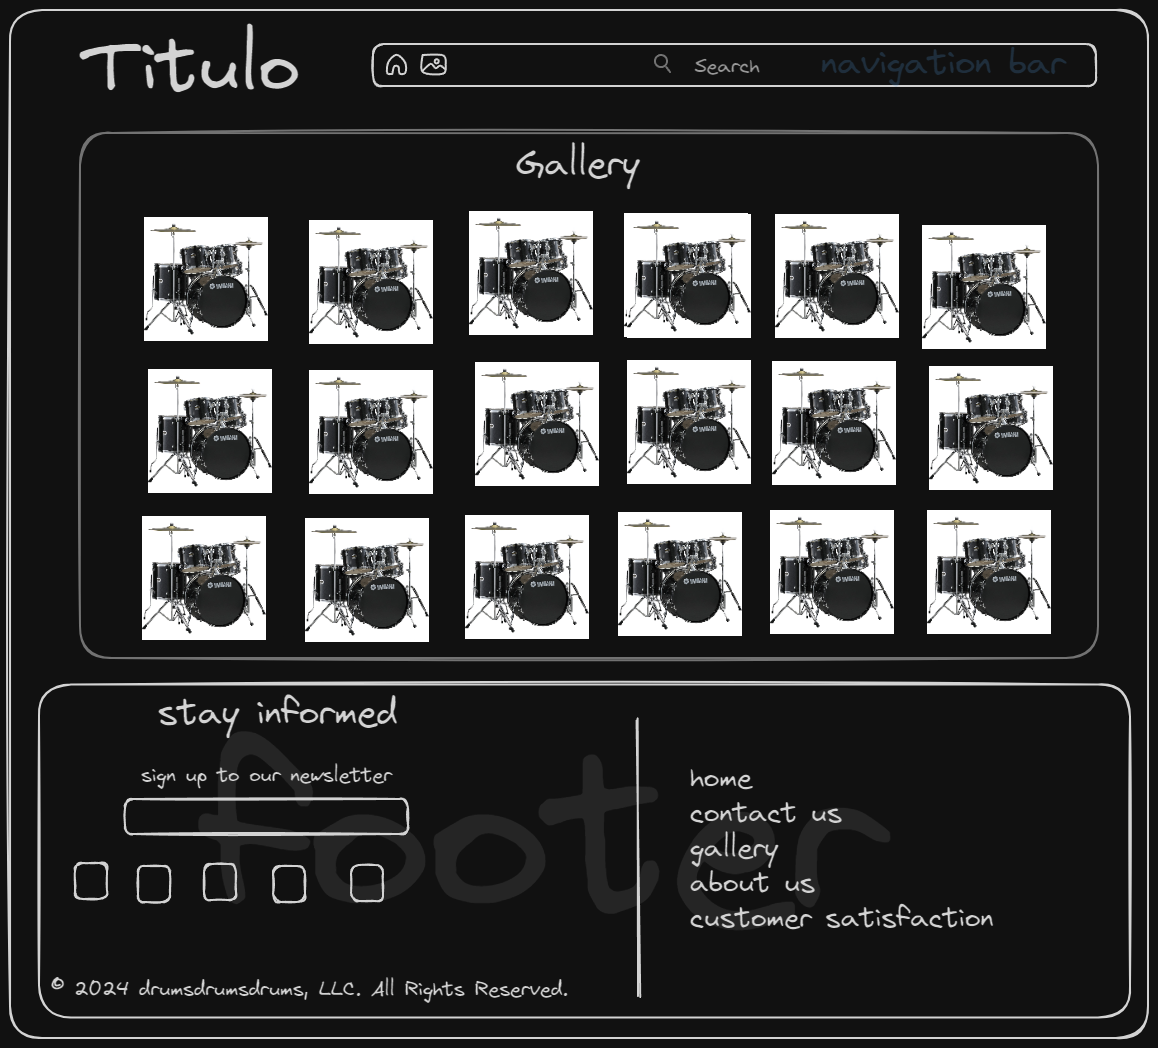 Titulo
Search
navigation bar
Gallery
stay informed
sign up to our newsletter
footer
home
contact us
gallery
about us
customer satisfaction
© 2024 drumsdrumsdrums, LLC. All Rights Reserved.